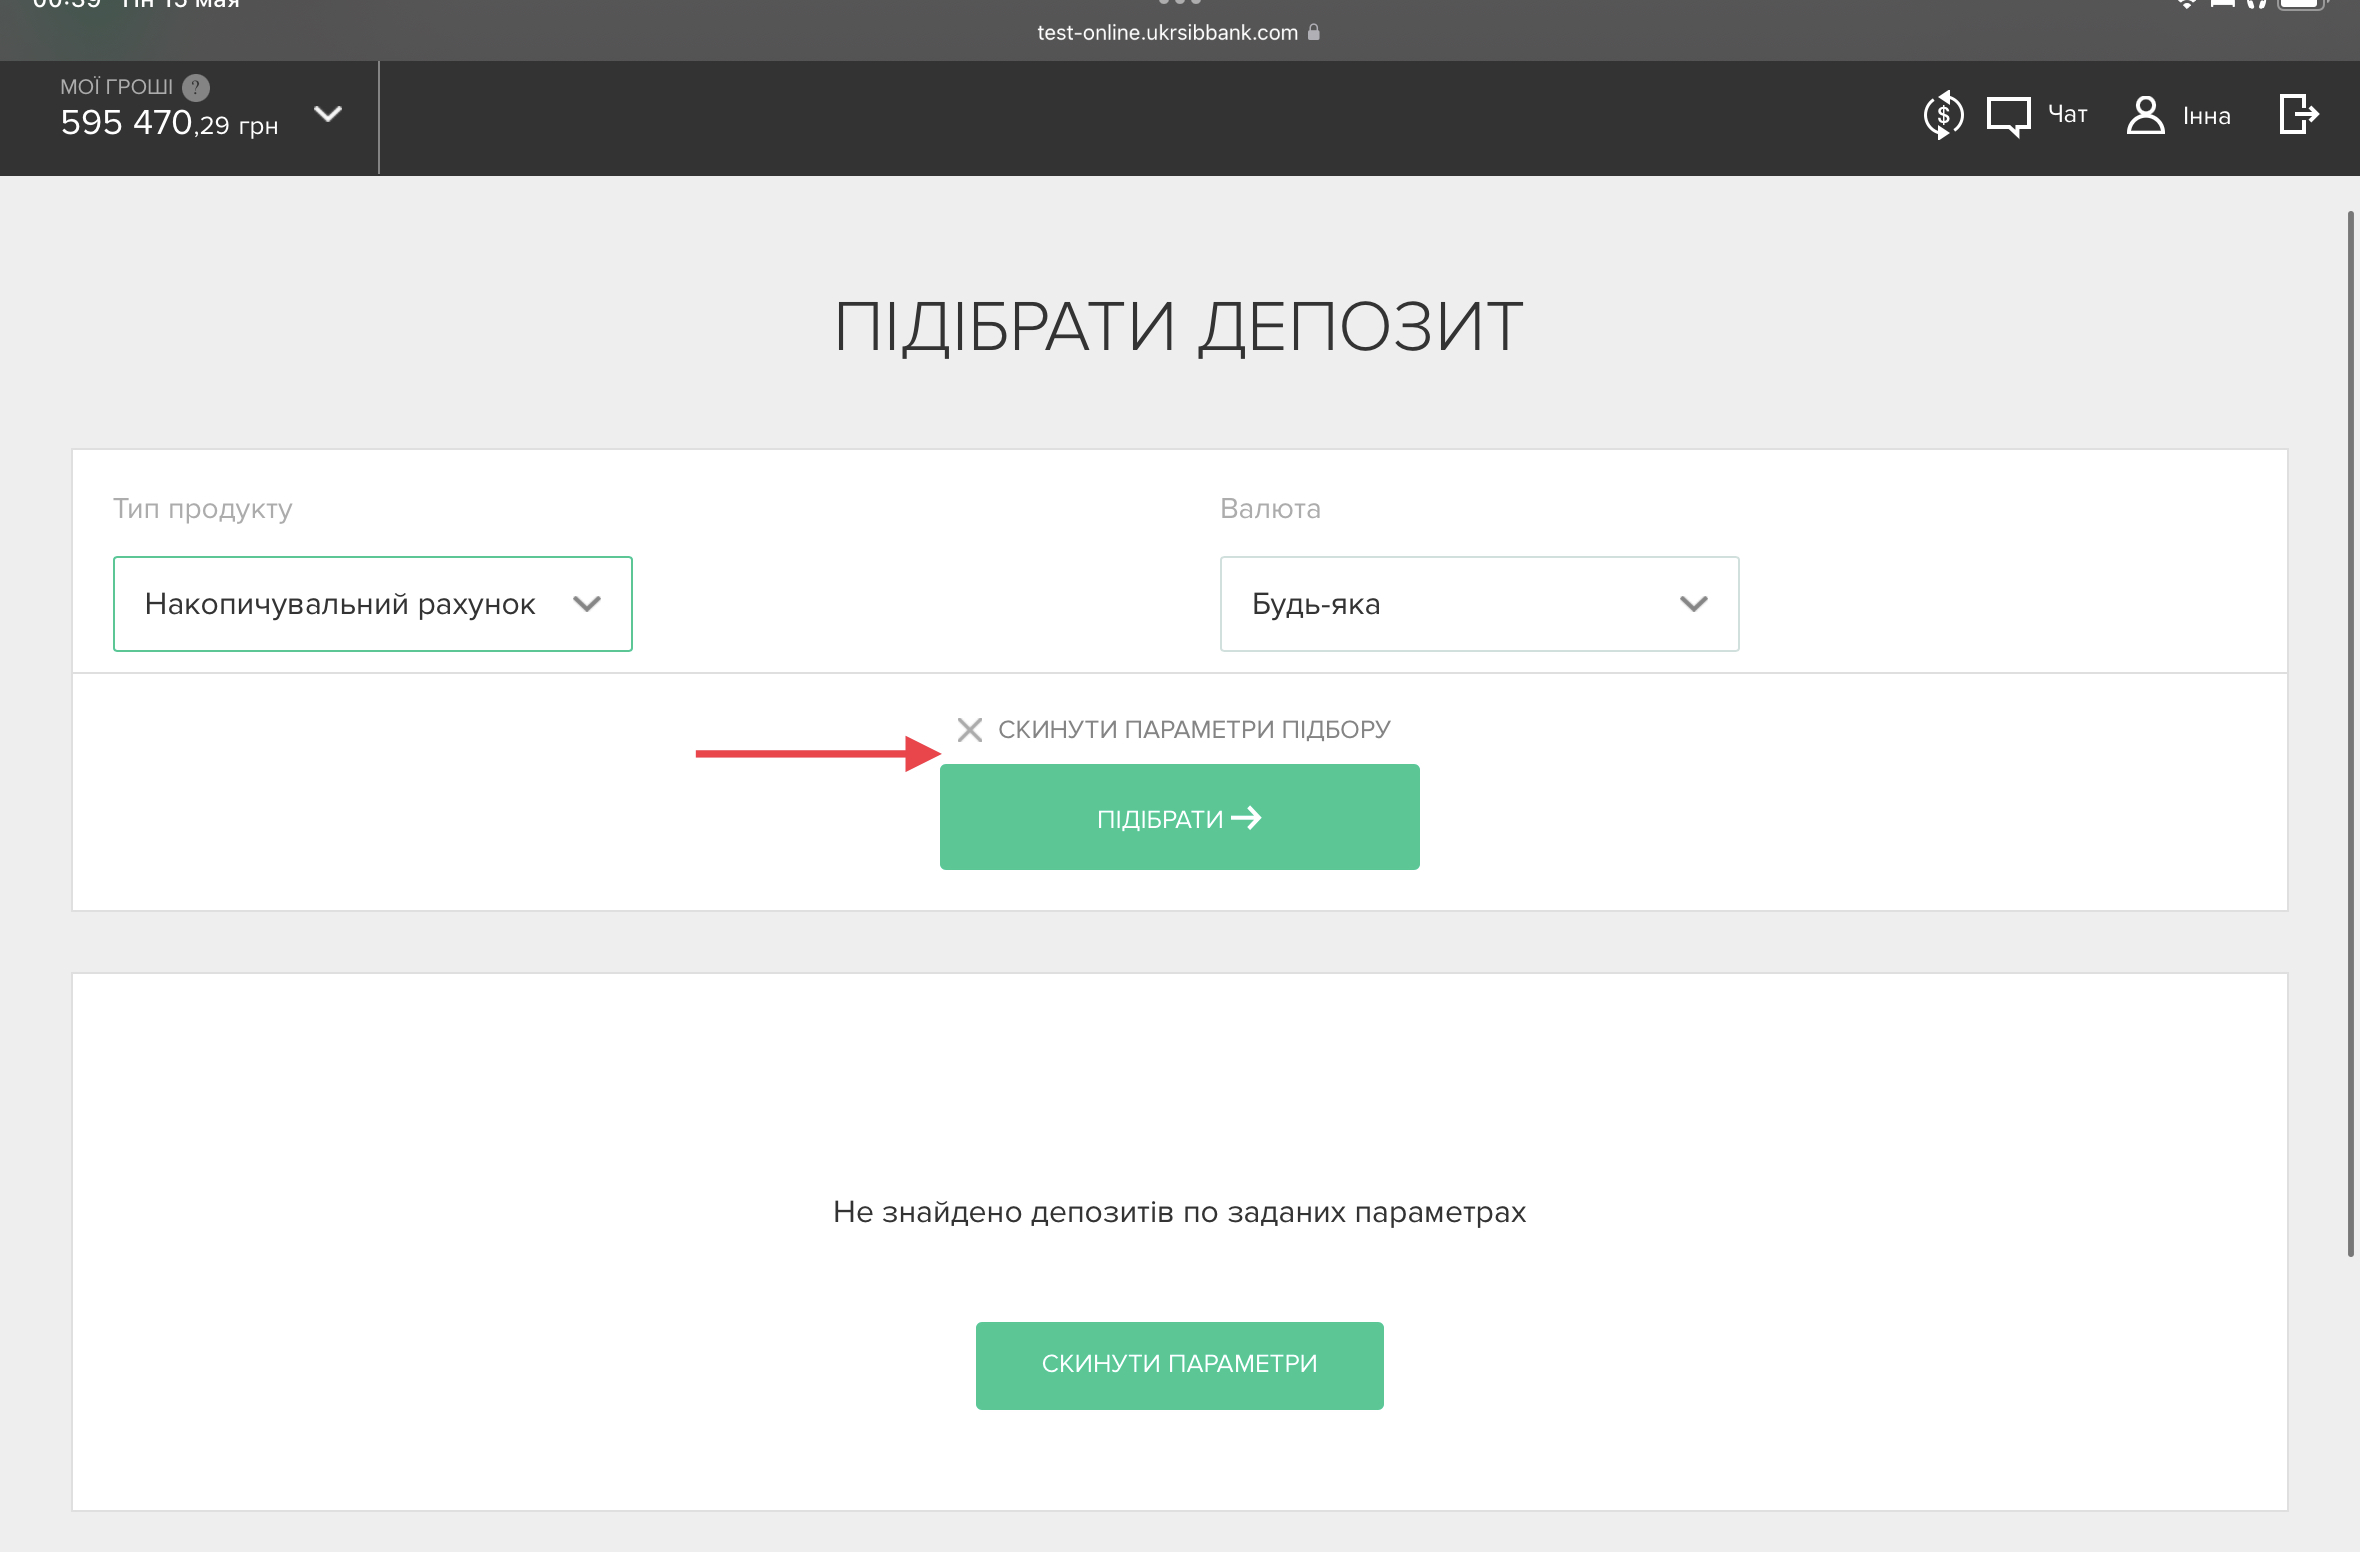 test-online.ukrsibbank.com
МОЇ ГРОШІ ?
595 470,29 грн
$
Чат
Інна
ПІДІБРАТИ ДЕПОЗИТ
Тип продукту
Валюта
Накопичувальний рахунок
Будь-яка
СКИНУТИ ПАРАМЕТРИ ПІДБОРУ
ПІДІБРАТИ
Не знайдено депозитів по заданих параметрах
СКИНУТИ ПАРАМЕТРИ